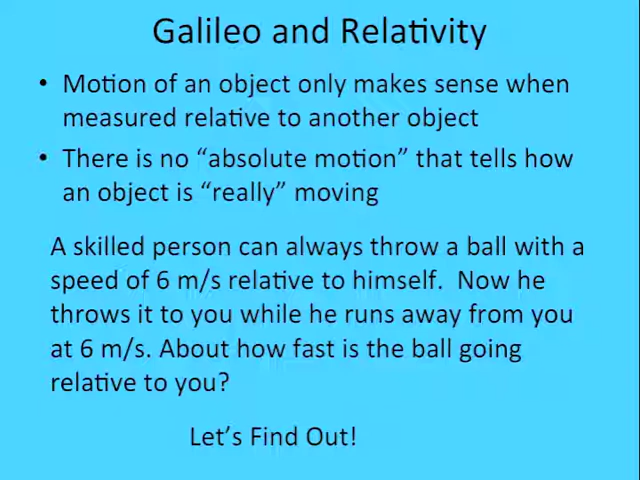 Galileo and Relativity
• Motion of an object only makes sense when
measured relative to another object
• There is no “absolute motion” that tells how
an object is “really” moving
A skilled person can always throw a ball with a
speed of 6 m/s relative to himself.  Now he
throws it to you while he runs away from you
at 6 m/s. About how fast is the ball going
relative to you?
Let’s Find Out!